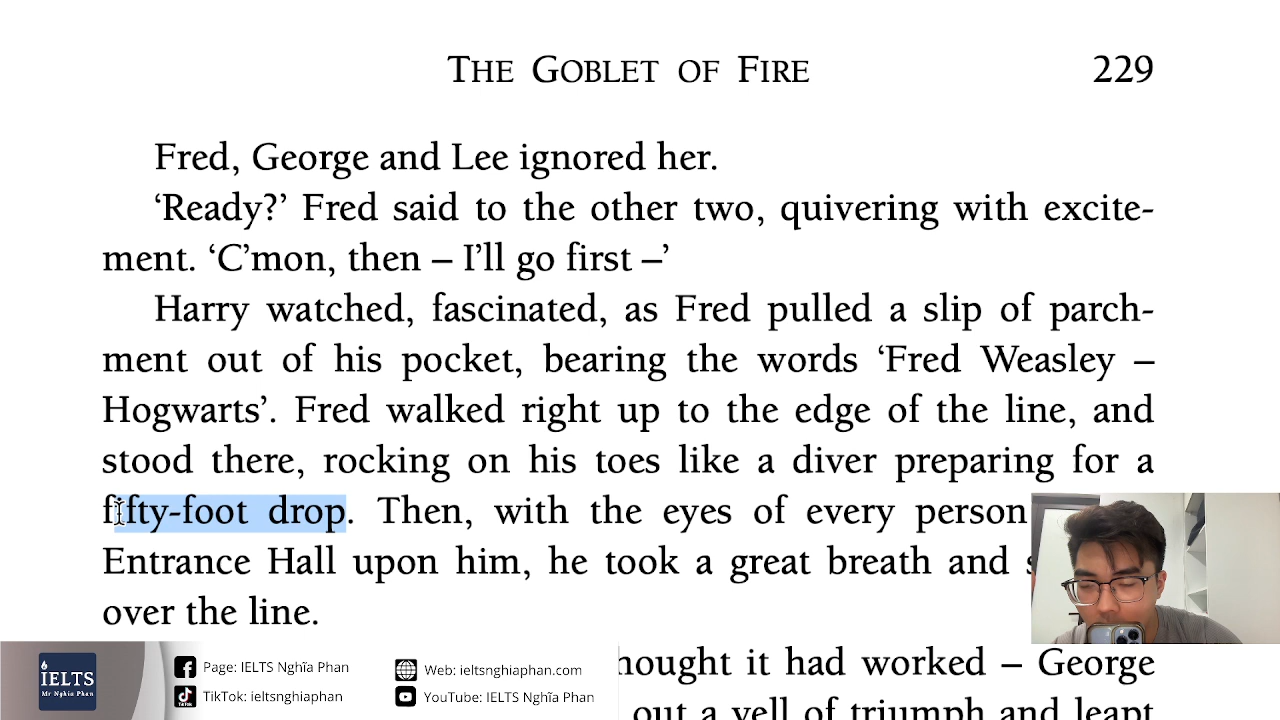 THE GOBLET OF FIRE 229
Fred, George and Lee ignored her.
‘Ready?’ Fred said to the other two, quivering with excite-
ment. ‘C’mon, then – I’ll go first –’
Harry watched, fascinated, as Fred pulled a slip of parch-
ment out of his pocket, bearing the words ‘Fred Weasley –
Hogwarts’. Fred walked right up to the edge of the line, and
stood there, rocking on his toes like a diver preparing for a
fifty-foot drop. Then, with the eyes of every person
Entrance Hall upon him, he took a great breath and
over the line.
it had worked – George
out a yell of triumph and leapt
IELTS
Mr Nghia Phan
Page: IELTS Nghĩa Phan
TikTok: ieltsnghiaphan
Web: ieltsnghiaphan.com
YouTube: IELTS Nghĩa Phan